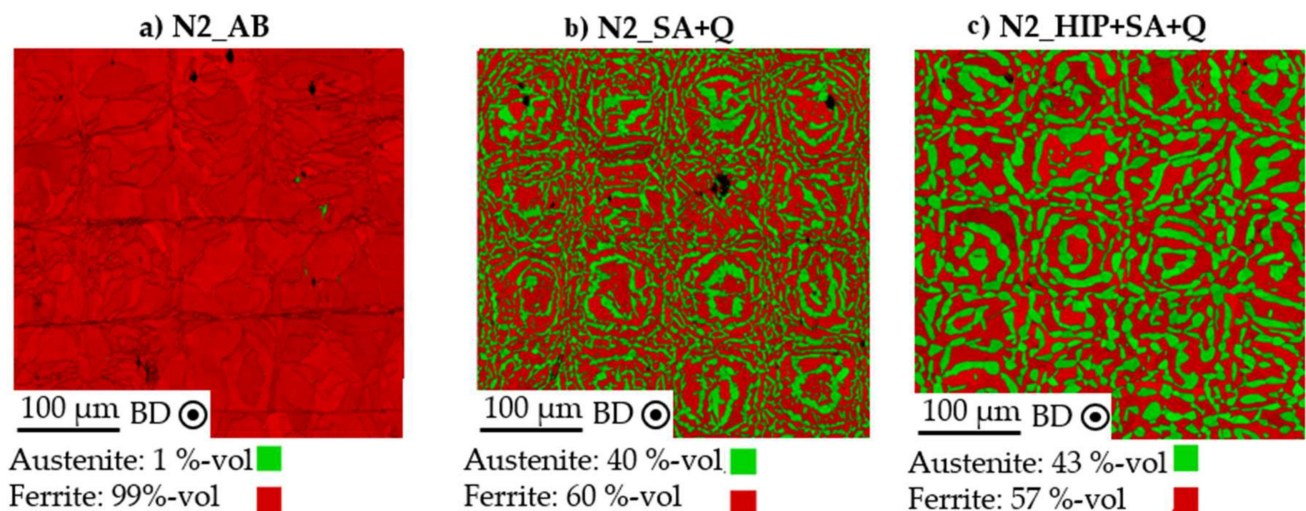 a) N2_AB
b) N2_SA+Q
c) N2_HIP+SA+Q
100 µm BD
100 µm BD
100 µm BD
Austenite: 1 %-vol
Ferrite: 99%-vol
Austenite: 40 %-vol
Ferrite: 60 %-vol
Austenite: 43 %-vol
Ferrite: 57 %-vol